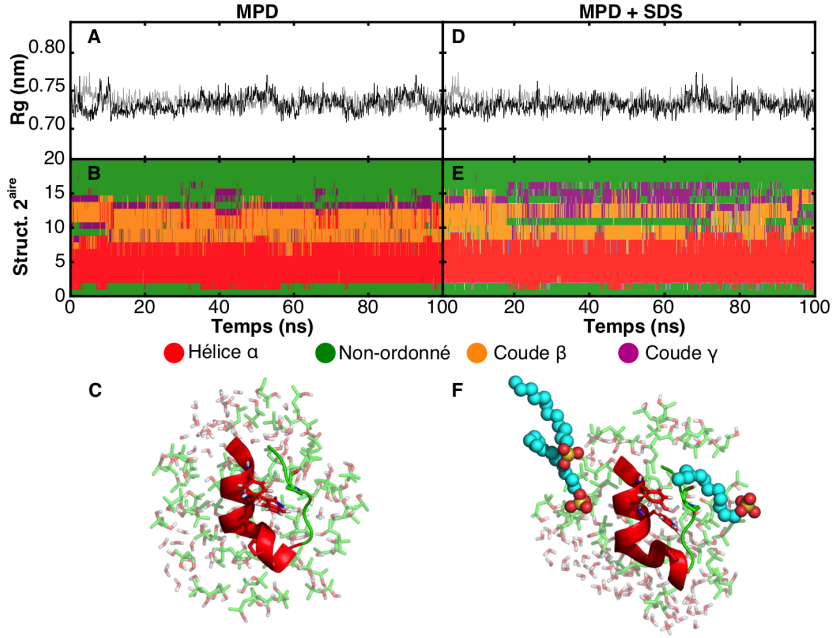 MPD
MPD + SDS
A
D
Rg (nm)
0.80
0.75
0.70
B
E
Struct. 2aire
20
15
10
5
0
0 20 40 60 80 100 20 40 60 80 100
Temps (ns)
Temps (ns)
Hélice α
Non-ordonné
Coude β
Coude γ
C
F